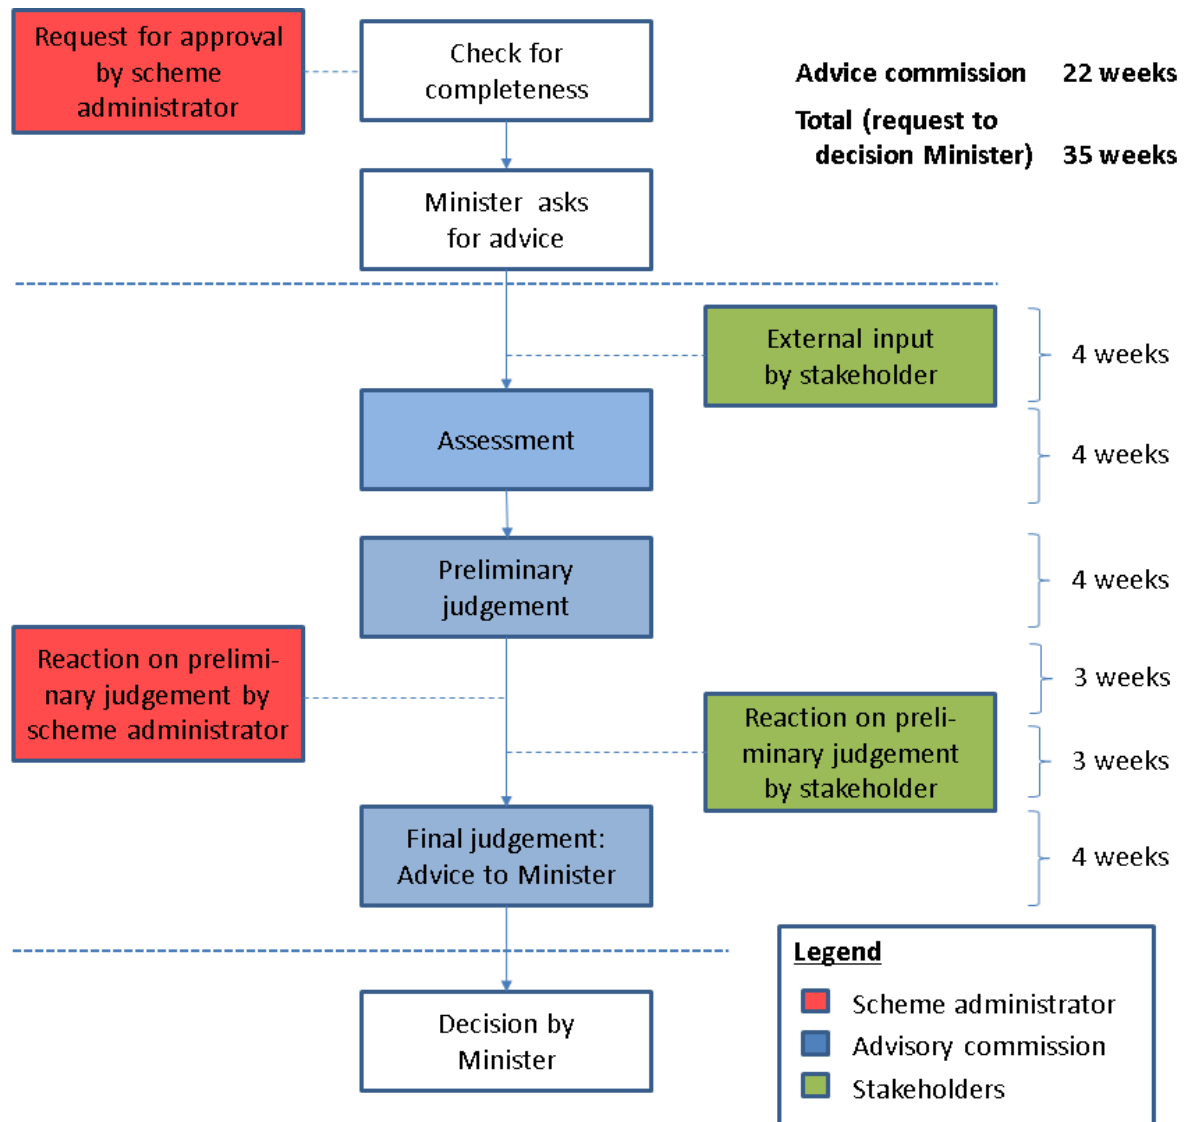 Request for approval
by scheme
administrator
Check for
completeness
Advice commission 22 weeks
Total (request to
decision Minister) 35 weeks
Minister asks
for advice
External input
by stakeholder
4 weeks
Assessment
4 weeks
Preliminary
judgement
4 weeks
Reaction on prelimi-
nary judgement by
scheme administrator
3 weeks
Reaction on preli-
minary judgement
by stakeholder
3 weeks
Final judgement:
Advice to Minister
4 weeks
Decision by
Minister
Legend
Scheme administrator
Advisory commission
Stakeholders